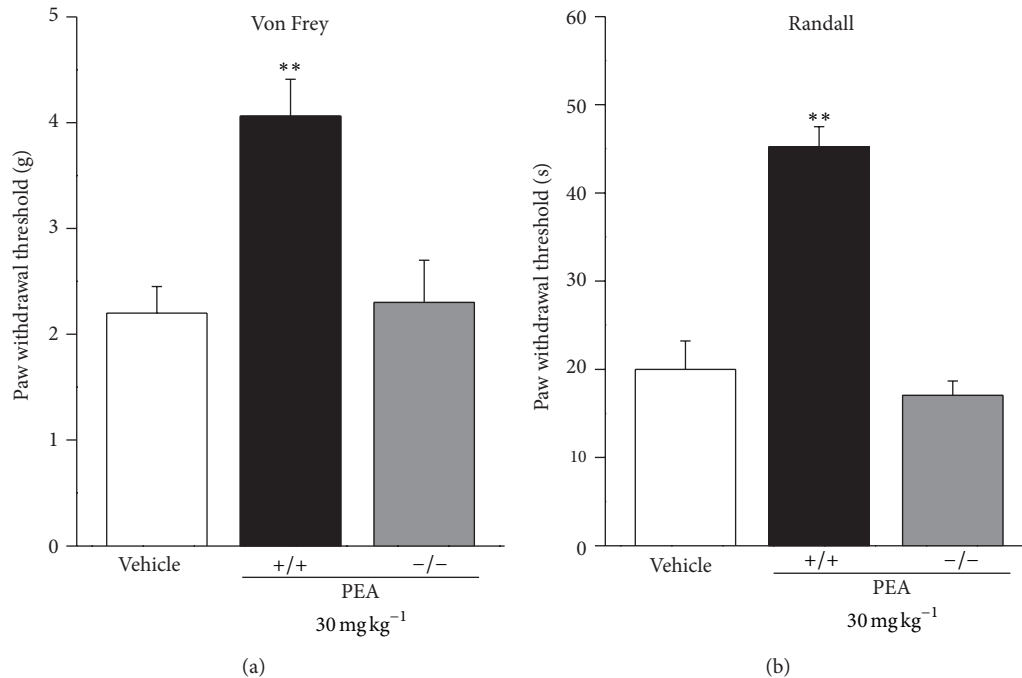 Von Frey
**
Paw withdrawal threshold (g)
5
4
3
2
1
0
Vehicle
+/+
−/−
PEA
30 mg kg⁻¹
(a)
Randall
**
Paw withdrawal threshold (s)
60
50
40
30
20
10
0
Vehicle
+/+
−/−
PEA
30 mg kg⁻¹
(b)